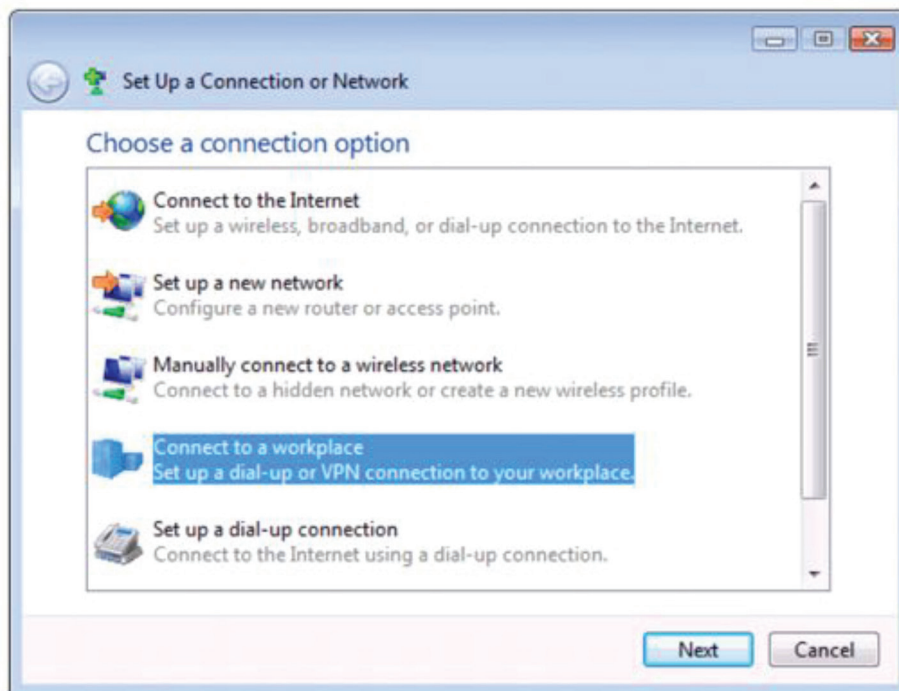 Set Up a Connection or Network
Choose a connection option
Connect to the Internet
Set up a wireless, broadband, or dial-up connection to the Internet.
Set up a new network
Configure a new router or access point.
Manually connect to a wireless network
Connect to a hidden network or create a new wireless profile.
Connect to a workplace
Set up a dial-up or VPN connection to your workplace.
Set up a dial-up connection
Connect to the Internet using a dial-up connection.
Next
Cancel